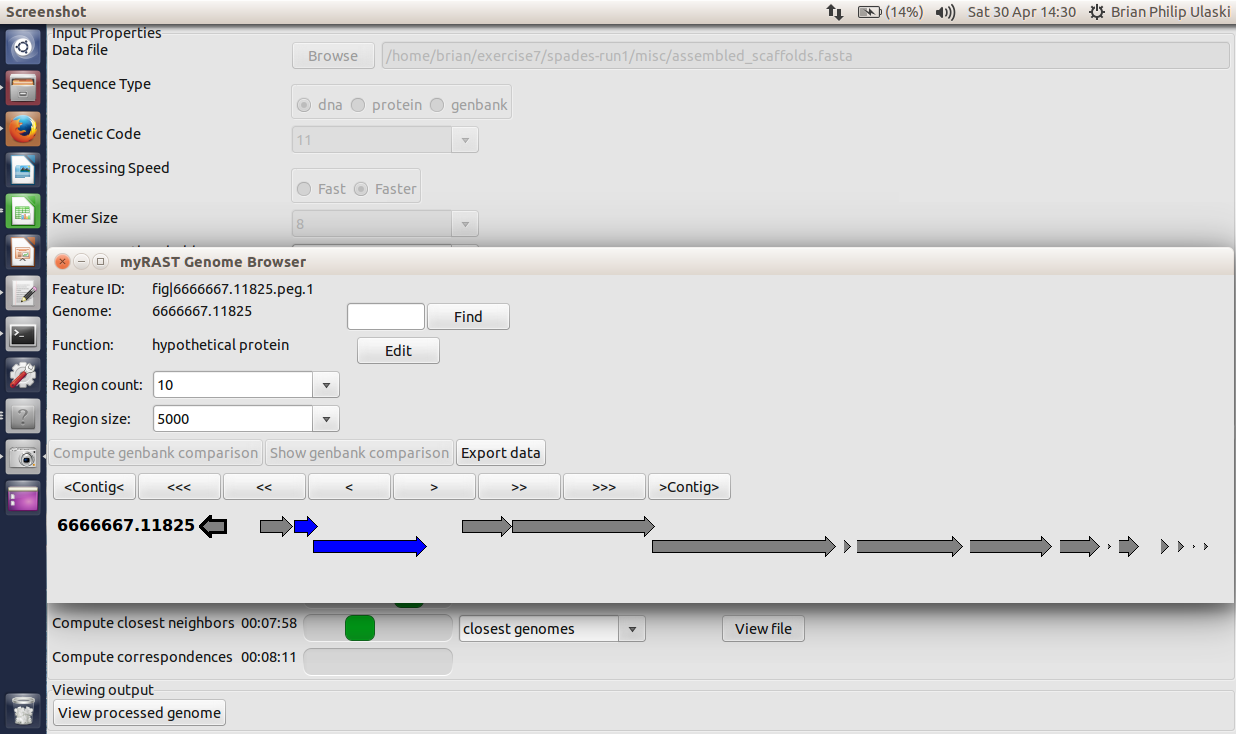 Screenshot (14%) Sat 30 Apr 14:30 Brian Philip Ulaski
Input Properties
Data file Browse /home/brian/exercise7/spades-run1/misc/assembled_scaffolds.fasta
Sequence Type dna protein genbank
Genetic Code 11
Processing Speed Fast Faster
Kmer Size 8
myRAST Genome Browser
Feature ID: fig|6666667.11825.peg.1
Genome: 6666667.11825 Find
Function: hypothetical protein Edit
Region count: 10
Region size: 5000
Compute genbank comparison Show genbank comparison Export data
<Contig< <<< << < > >> >>> >Contig>
6666667.11825
Compute closest neighbors 00:07:58 closest genomes View file
Compute correspondences 00:08:11
Viewing output
View processed genome